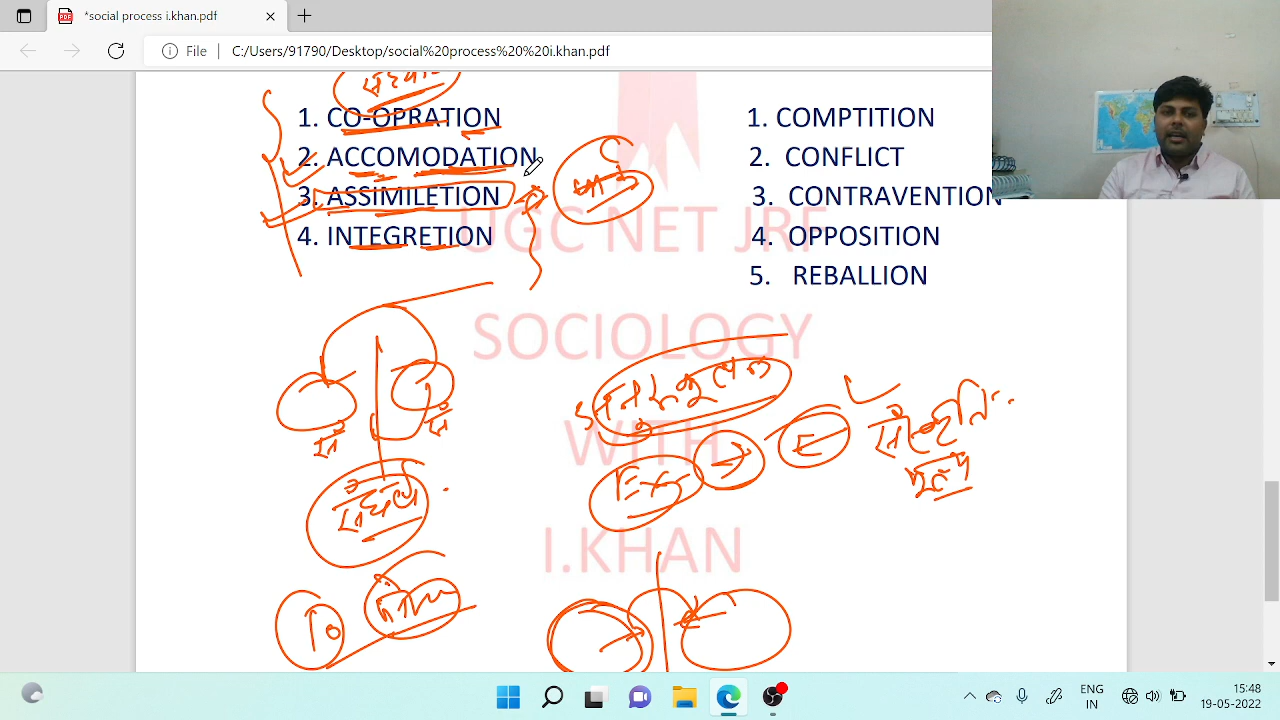 *social process i.khan.pdf
File C:/Users/91790/Desktop/social%20process%20%20i.khan.pdf
1. CO-OPRATION
2. ACCOMODATION
3. ASSIMILETION
4. INTEGRETION
1. COMPTITION
2. CONFLICT
3. CONTRAVENTION
4. OPPOSITION
5. REBALLION
UGC NET JRF
SOCIOLOGY
WITH
I.KHAN
संघर्ष
ENG
IN
15:48
19-05-2022